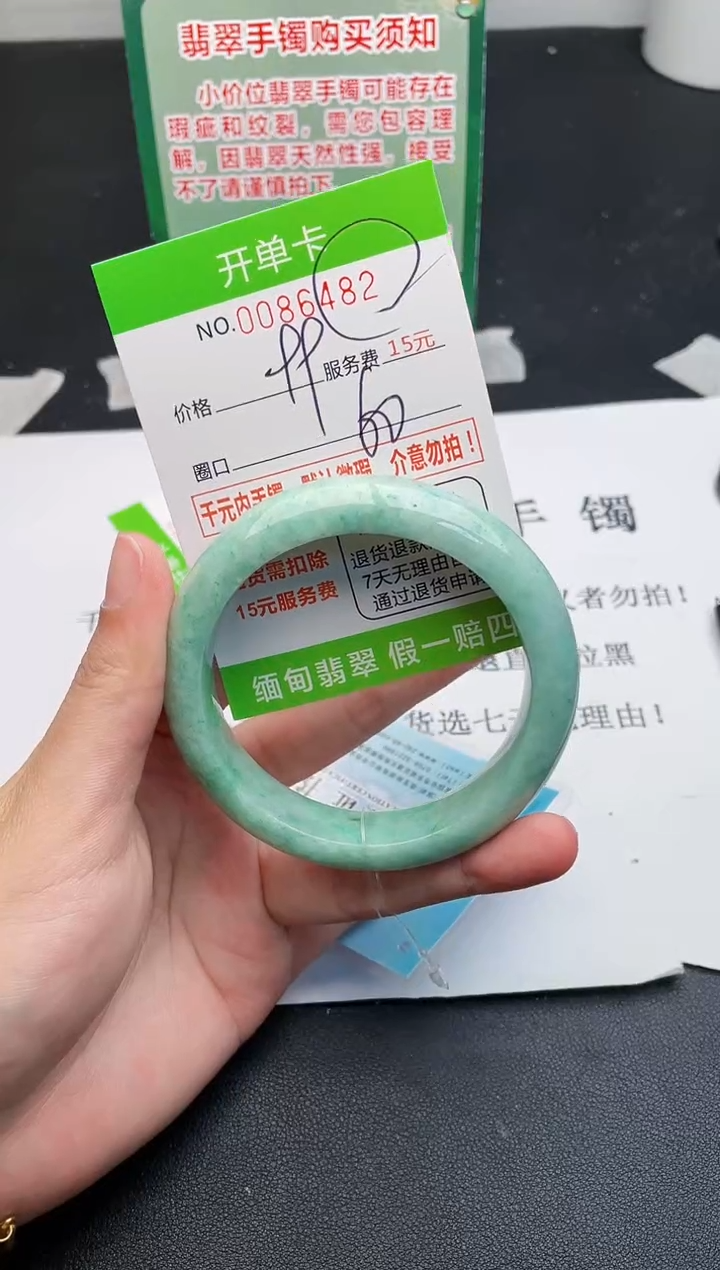 翡翠手镯购买须知
小价位翡翠手镯可能存在
瑕疵和纹裂，需您包容理
解，因翡翠天然性强，接受
不了请谨慎拍下
开单卡
NO.0086482
价格 99 服务费 15元
圈口 60
千元内手镯，默认微瑕，介意勿拍！
货需扣除
15元服务费
退货退款
7天无理由
通过退货申请
缅甸翡翠 假一赔四
手 镯
者勿拍！
拉黑
货选七天无理由！